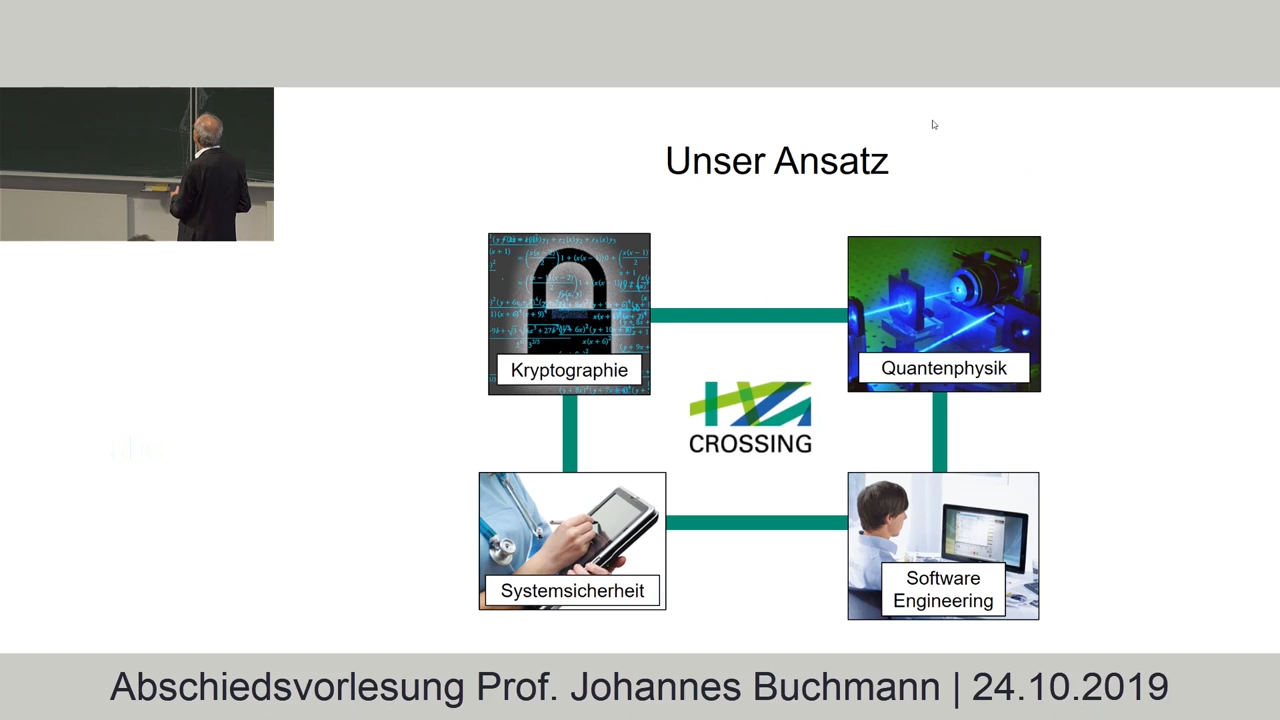 Unser Ansatz
Kryptographie
Quantenphysik
CROSSING
Systemsicherheit
Software
Engineering
Abschiedsvorlesung Prof. Johannes Buchmann | 24.10.2019